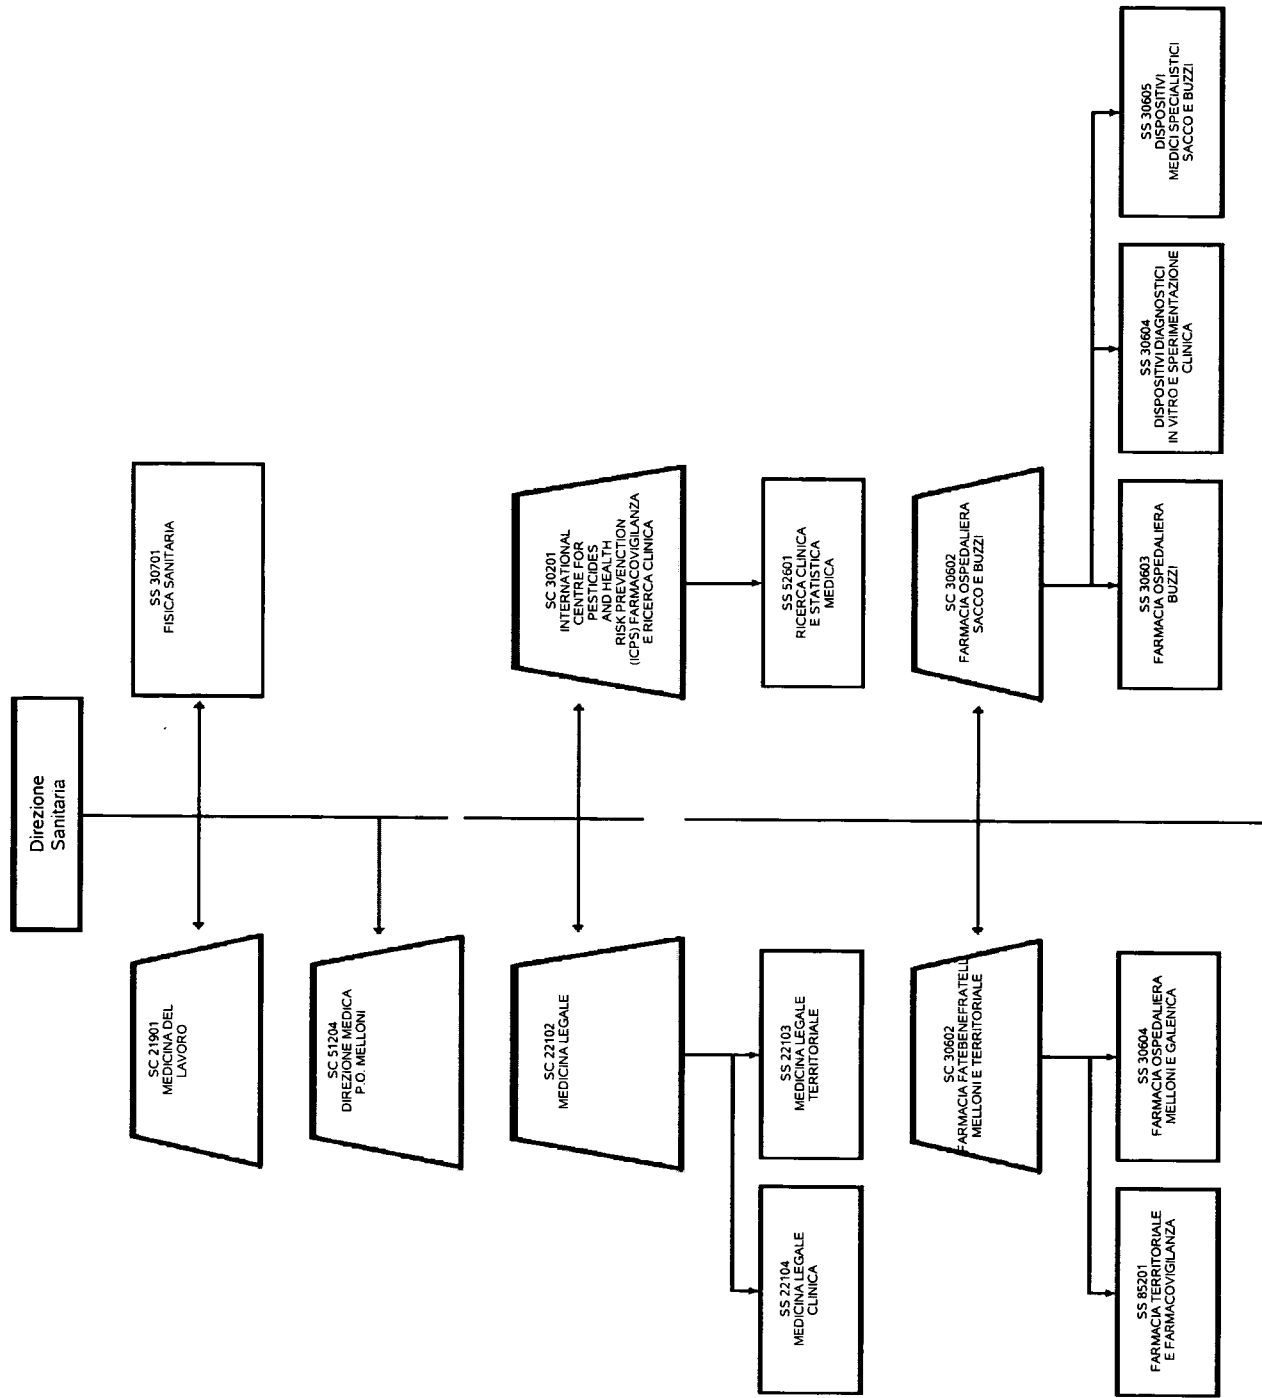 Direzione
Sanitaria
SC 21901
MEDICINA DEL
LAVORO
SS 30701
FISICA SANITARIA
SC 51204
DIREZIONE MEDICA
P.O. MELLONI
SC 22102
MEDICINA LEGALE
SC 30201
INTERNATIONAL
CENTRE FOR
PESTICIDES
AND HEALTH
RISK PREVENCTION
(ICPS) FARMACOVIGILANZA
E RICERCA CLINICA
SS 22104
MEDICINA LEGALE
CLINICA
SS 22103
MEDICINA LEGALE
TERRITORIALE
SS 52601
RICERCA CLINICA
E STATISTICA
MEDICA
SC 30602
FARMACIA FATEBENEFRATELLI
MELLONI E TERRITORIALE
SC 30602
FARMACIA OSPEDALIERA
SACCO E BUZZI
SS 85201
FARMACIA TERRITORIALE
E FARMACOVIGILANZA
SS 30604
FARMACIA OSPEDALIERA
MELLONI E GALENICA
SS 30603
FARMACIA OSPEDALIERA
BUZZI
SS 30604
DISPOSITIVI DIAGNOSTICI
IN VITRO E SPERIMENTAZIONE
CLINICA
SS 30605
DISPOSITIVI
MEDICI SPECIALISTICI
SACCO E BUZZI